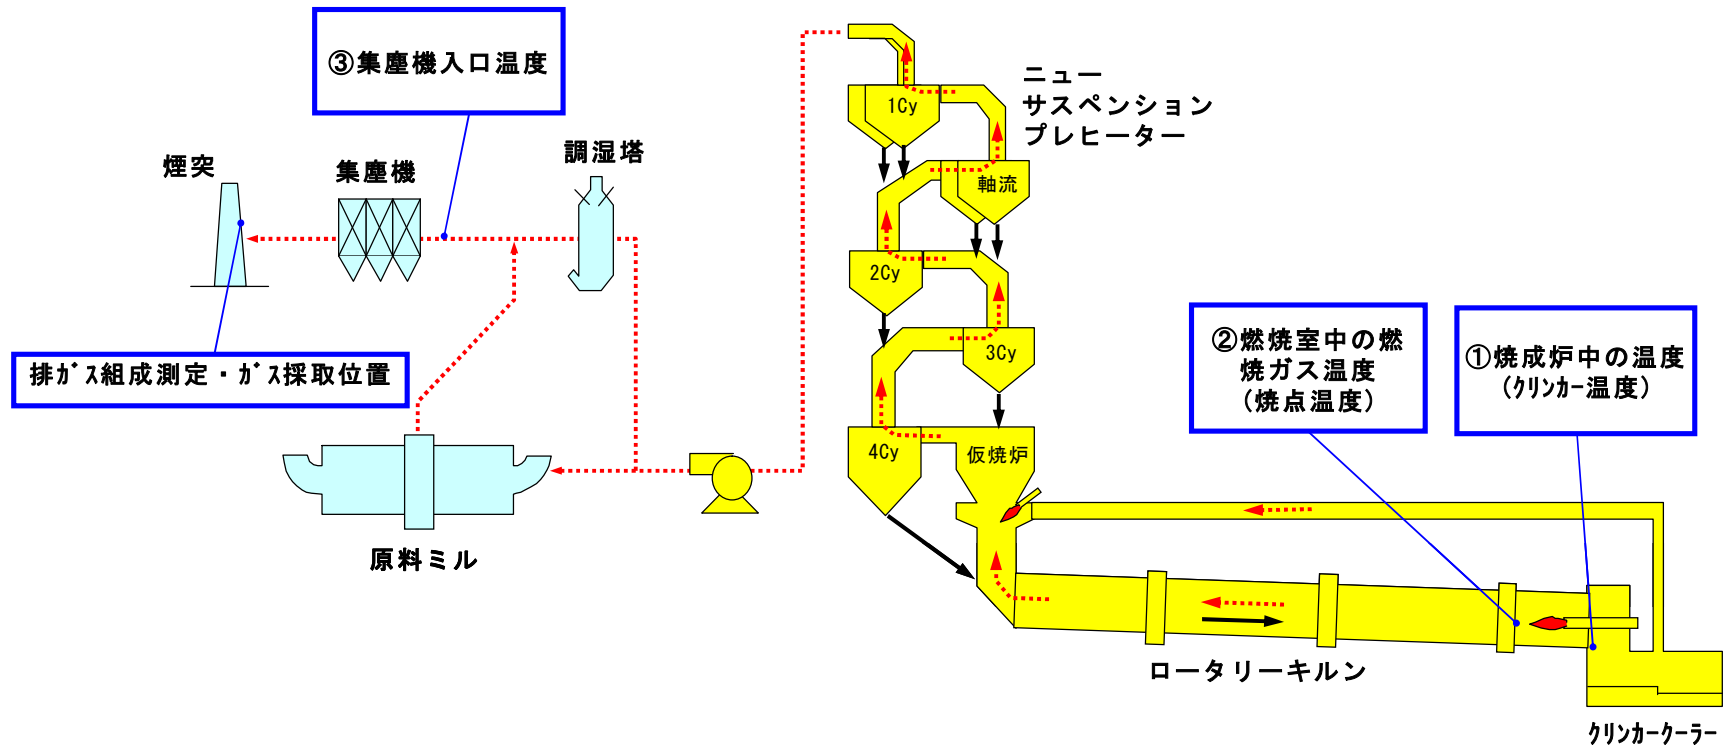 ③集塵機入口温度
ニュー
サスペンション
プレヒーター
1Cy
煙突
集塵機
調湿塔
軸流
2Cy
3Cy
②燃焼室中の燃
焼ガス温度
(焼点温度)
①焼成炉中の温度
(ｸﾘﾝｶｰ温度)
排ｶﾞｽ組成測定・ｶﾞｽ採取位置
4Cy
仮焼炉
原料ミル
ロータリーキルン
ｸﾘﾝｶｰｸｰﾗｰ